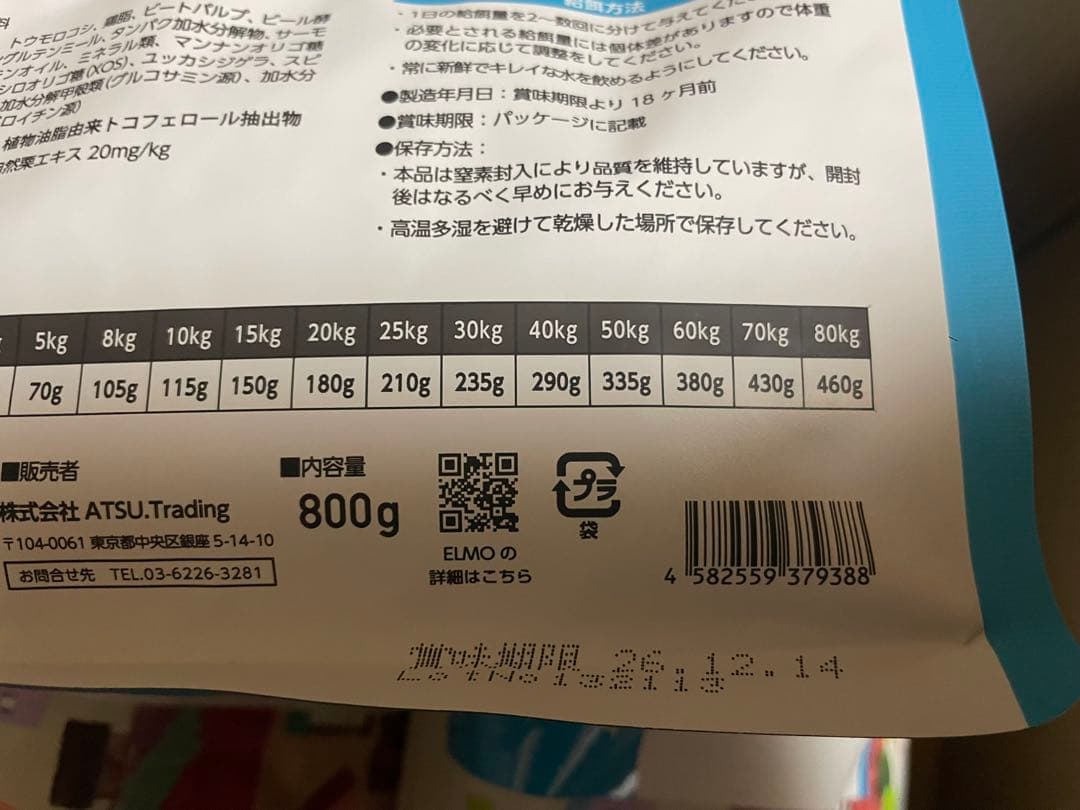 料
トウモロコシ、鶏脂、ビートパルプ、ビール酵
グルテンミール、タンパク加水分解物、サーモ
ンオイル、ミネラル類、マンナンオリゴ糖
シロオリゴ糖(XOS)、ユッカシジゲラ、スピ
加水分解甲殻類(グルコサミン源)、加水分
ロイチン源)
植物油脂由来トコフェロール抽出物
然栗エキス 20mg/kg
給餌方法
・1日の給餌量を2〜数回に分けて与えてくだ
・必要とされる給餌量には個体差がありますので体重
の変化に応じて調整をしてください。
・常に新鮮でキレイな水を飲めるようにしてください。
●製造年月日：賞味期限より 18 ヶ月前
●賞味期限：パッケージに記載
●保存方法：
・本品は窒素封入により品質を維持していますが、開封
後はなるべく早めにお与えください。
・高温多湿を避けて乾燥した場所で保存してください。
5kg 8kg 10kg 15kg 20kg 25kg 30kg 40kg 50kg 60kg 70kg 80kg
70g 105g 115g 150g 180g 210g 235g 290g 335g 380g 430g 460g
■販売者
株式会社 ATSU.Trading
〒104-0061 東京都中央区銀座 5-14-10
お問合せ先 TEL.03-6226-3281
■内容量
800g
ELMO の
詳細はこちら
プラ
袋
4 582559 379388
賞味期限 26.12.14